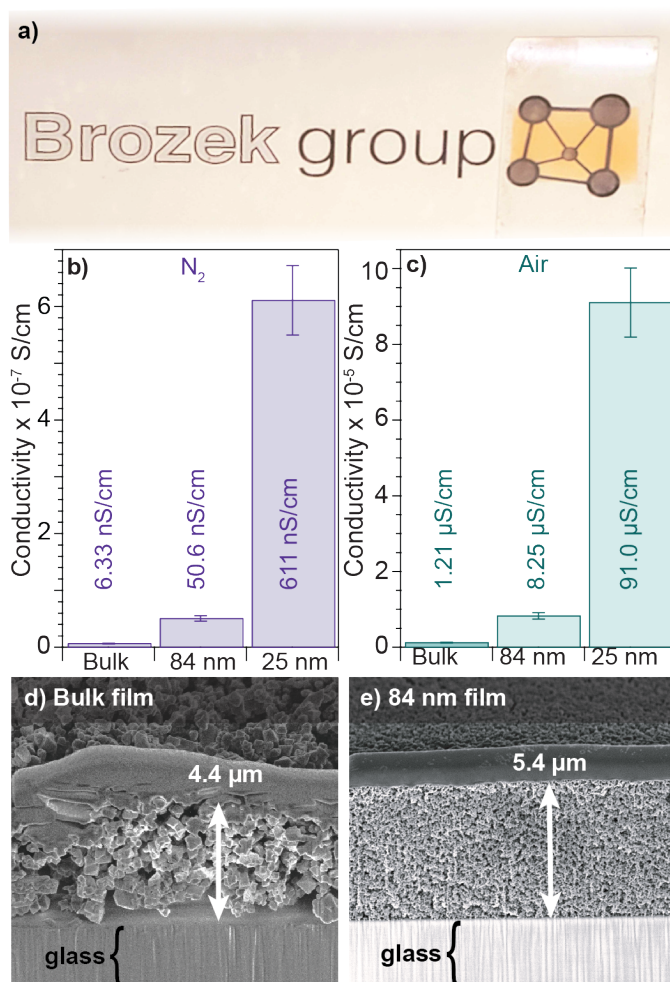 a)
Brozek group
b)
N₂
Conductivity x 10⁻⁷ S/cm
6
4
2
0
6.33 nS/cm
50.6 nS/cm
611 nS/cm
Bulk
84 nm
25 nm
c)
Air
Conductivity x 10⁻⁵ S/cm
10
8
6
4
2
0
1.21 µS/cm
8.25 µS/cm
91.0 µS/cm
Bulk
84 nm
25 nm
d) Bulk film
4.4 µm
glass
e) 84 nm film
5.4 µm
glass